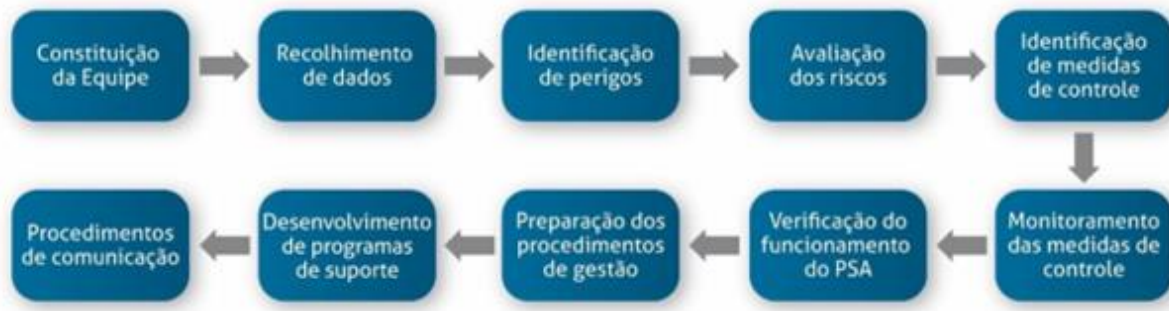 Constituição
da Equipe
Recolhimento
de dados
Identificação
de perigos
Avaliação
dos riscos
Identificação
de medidas
de controle
Monitoramento
das medidas de
controle
Verificação do
funcionamento
do PSA
Preparação dos
procedimentos
de gestão
Desenvolvimento
de programas
de suporte
Procedimentos
de comunicação